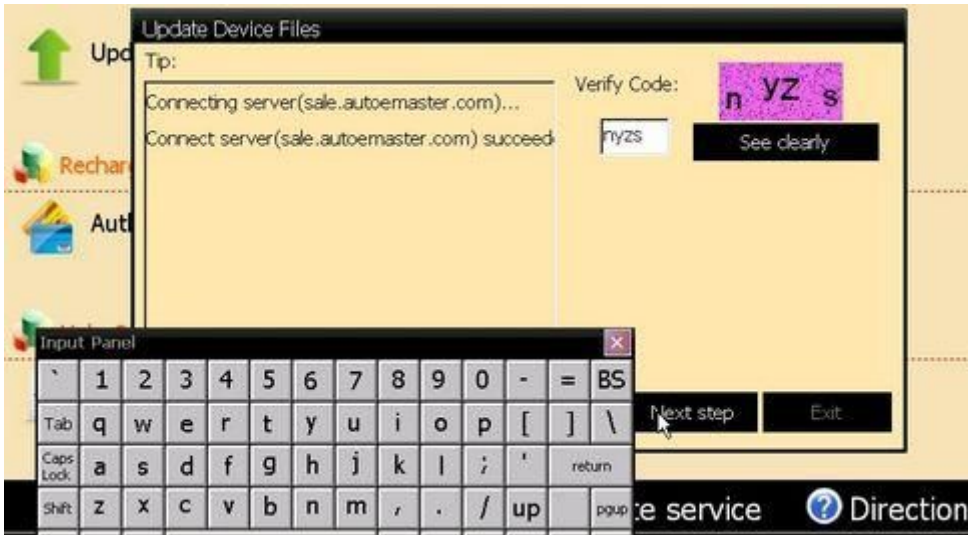 Update Device Files
Upd
Tip:
Connecting server(sale.autoemaster.com)...
Connect server(sale.autoemaster.com) succeed
Verify Code:
n yz s
nyzs
See clearly
Rechar
Auth
Input Panel
` 1 2 3 4 5 6 7 8 9 0 - = BS
Tab q w e r t y u i o p [ ] \
Caps Lock a s d f g h j k l ; ' return
Shift z x c v b n m , . / up pgup
Next step
Exit
te service
Direction